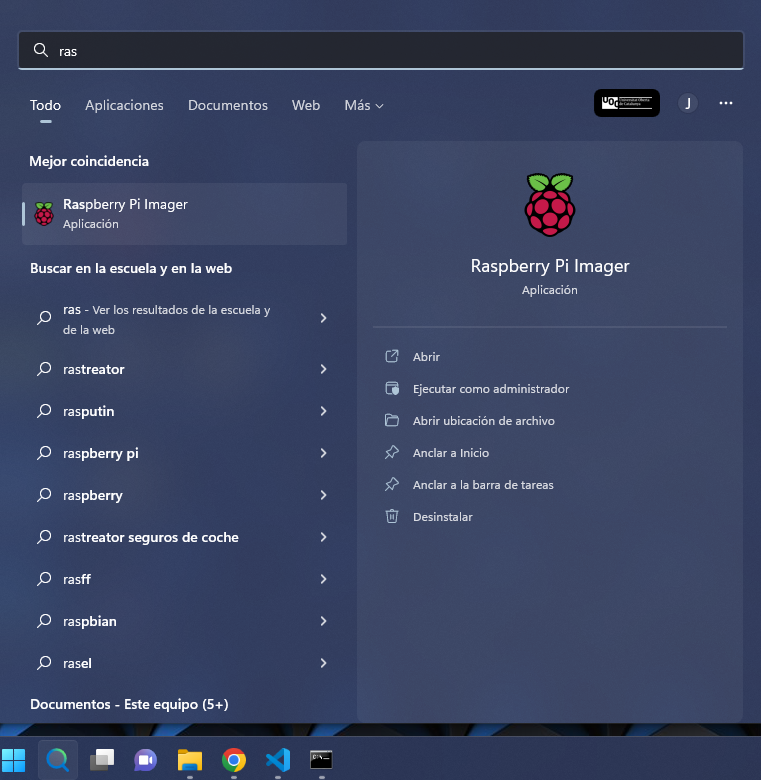 ras
Todo
Aplicaciones
Documentos
Web
Más
UOC
Universitat Oberta
de Catalunya
J
Mejor coincidencia
Raspberry Pi Imager
Aplicación
Buscar en la escuela y en la web
ras - Ver los resultados de la escuela y
de la web
rastreator
rasputin
raspberry pi
raspberry
rastreator seguros de coche
rasff
raspbian
rasel
Documentos - Este equipo (5+)
Raspberry Pi Imager
Aplicación
Abrir
Ejecutar como administrador
Abrir ubicación de archivo
Anclar a Inicio
Anclar a la barra de tareas
Desinstalar